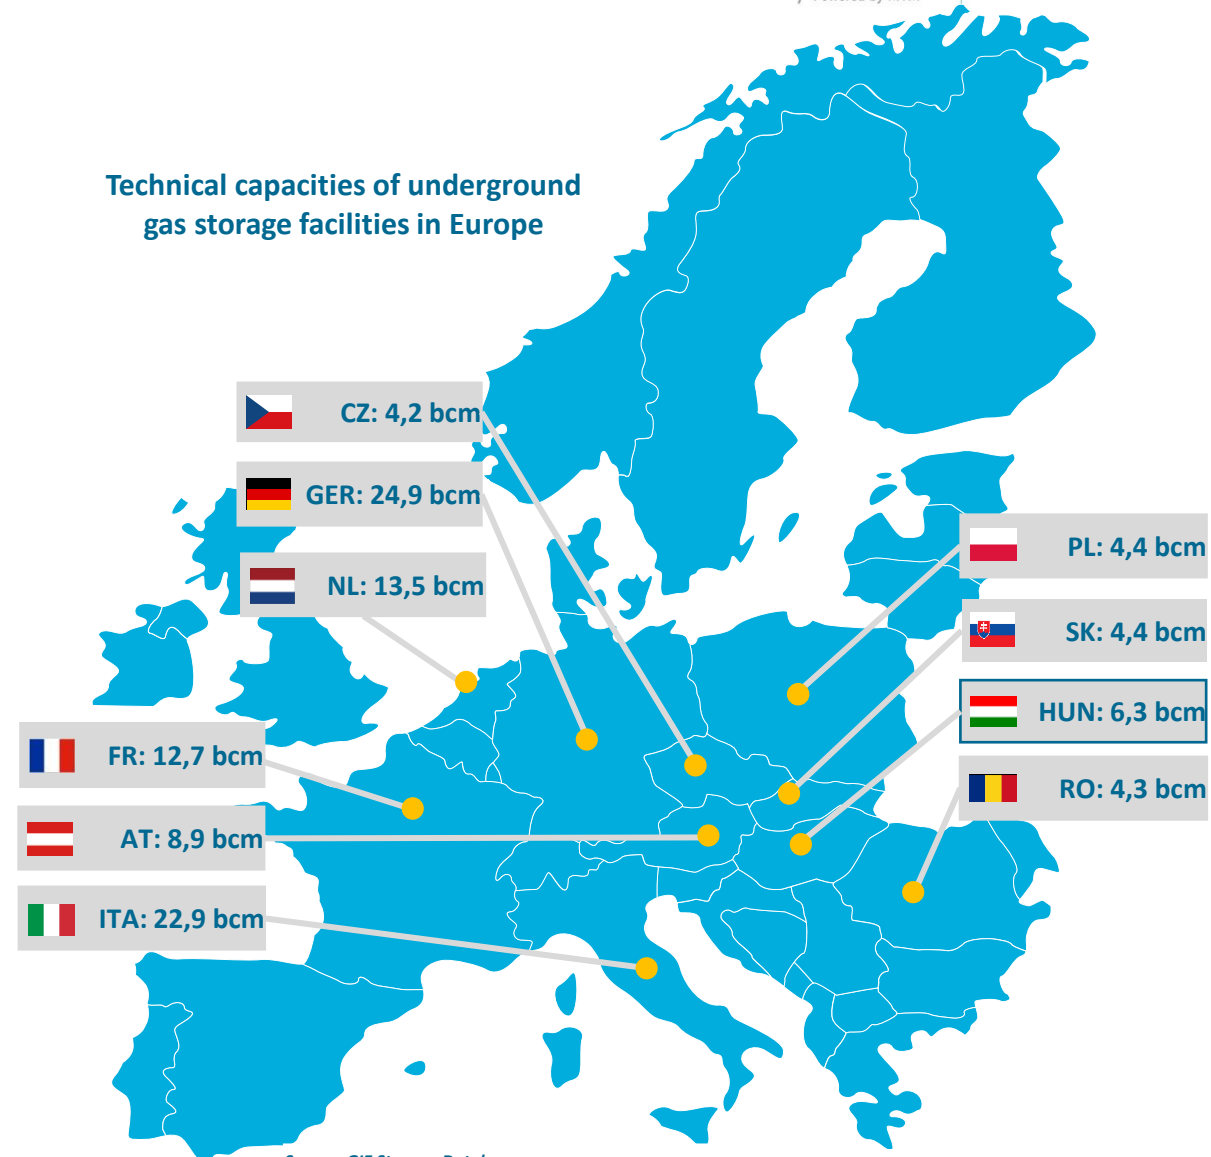 Technical capacities of underground
gas storage facilities in Europe
CZ: 4,2 bcm
GER: 24,9 bcm
NL: 13,5 bcm
FR: 12,7 bcm
AT: 8,9 bcm
ITA: 22,9 bcm
PL: 4,4 bcm
SK: 4,4 bcm
HUN: 6,3 bcm
RO: 4,3 bcm